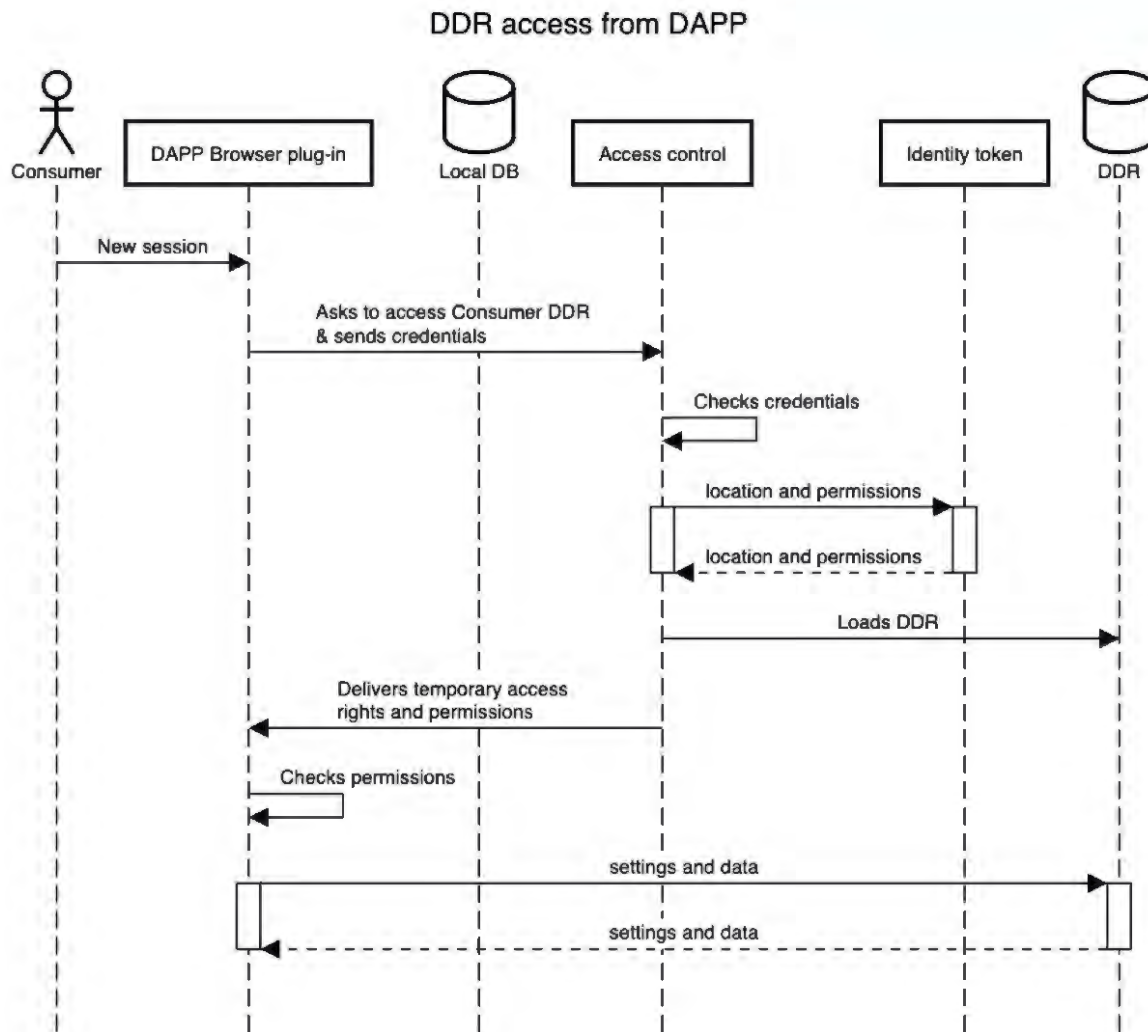 DDR access from DAPP
Consumer
DAPP Browser plug-in
Local DB
Access control
Identity token
DDR
New session
Asks to access Consumer DDR
& sends credentials
Checks credentials
location and permissions
location and permissions
Loads DDR
Delivers temporary access
rights and permissions
Checks permissions
settings and data
settings and data